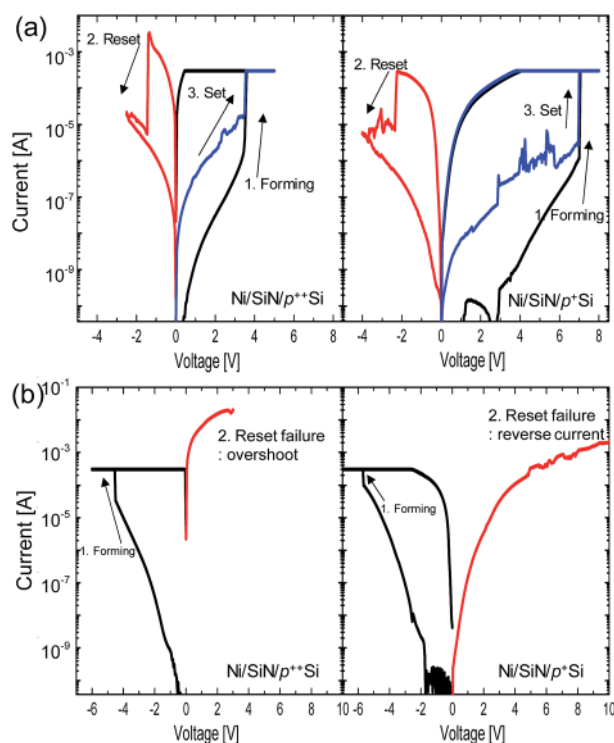 (a)
2. Reset
3. Set
1. Forming
Ni/SiN/p++Si
2. Reset
3. Set
1. Forming
Ni/SiN/p+Si
Current [A]
10-3
10-5
10-7
10-9
-4 -2 0 2 4 6 8
-4 -2 0 2 4 6 8
Voltage [V]
Voltage [V]
(b)
2. Reset failure
: overshoot
1. Forming
Ni/SiN/p++Si
2. Reset failure
: reverse current
1. Forming
Ni/SiN/p+Si
Current [A]
10-1
10-3
10-5
10-7
10-9
-6 -4 -2 0 2 4 6 8 10
-6 -4 -2 0 2 4 6 8 10
Voltage [V]
Voltage [V]